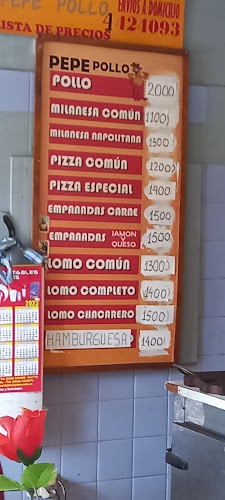 PEPE POLLO
ENVIOS A DOMICILIO
424093
LISTA DE PRECIOS
PEPE POLLO
POLLO 2000
MILANESA COMÚN 1100
MILANESA NAPOLITANA 1300
PIZZA COMÚN 1200
PIZZA ESPECIAL 1400
EMPANADAS CARNE 1500
EMPANADAS JAMON Y QUESO 1500
LOMO COMÚN 1300
LOMO COMPLETO 1400
LOMO CHACARERO 1500
HAMBURGUESA 1400